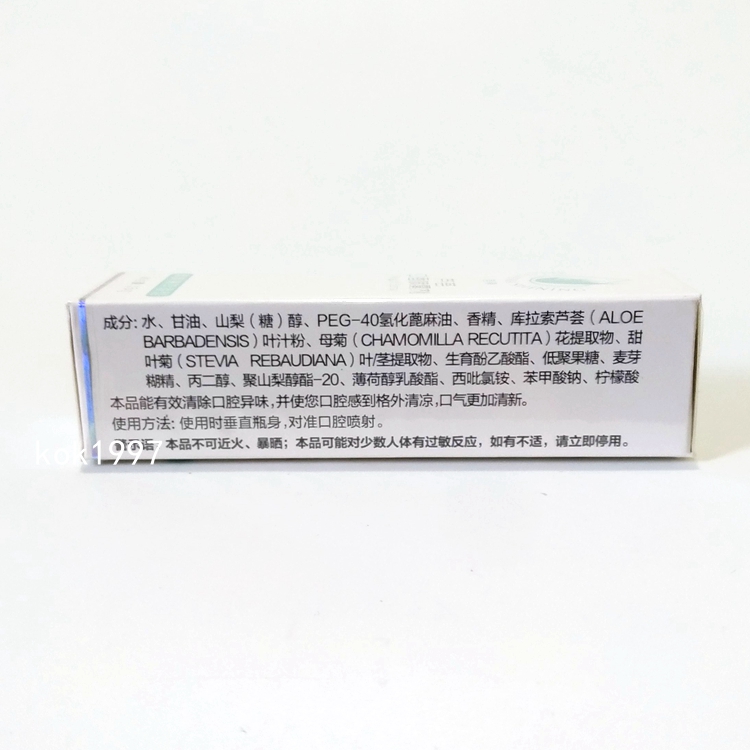 成分: 水、甘油、山梨（糖）醇、PEG-40氢化蓖麻油、香精、库拉索芦荟（ALOE
BARBADENSIS）叶汁粉、母菊（CHAMOMILLA RECUTITA）花提取物、甜
叶菊（STEVIA REBAUDIANA）叶/茎提取物、生育酚乙酸酯、低聚果糖、麦芽
糊精、丙二醇、聚山梨醇酯-20、薄荷醇乳酸酯、西吡氯铵、苯甲酸钠、柠檬酸
本品能有效清除口腔异味，并使您口腔感到格外清凉，口气更加清新。
使用方法: 使用时垂直瓶身，对准口腔喷射。
语: 本品不可近火、暴晒；本品可能对少数人体有过敏反应，如有不适，请立即停用。
kok1997